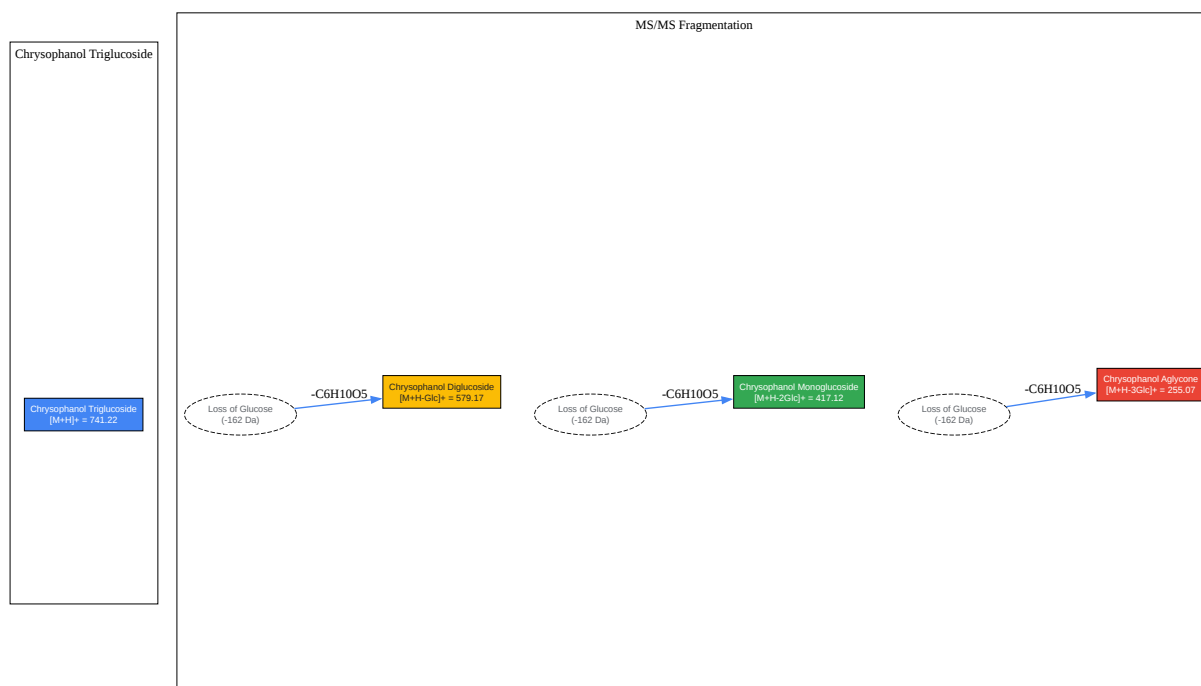 MS/MS Fragmentation
Chrysophanol Triglucoside
Chrysophanol Triglucoside
[M+H]+ = 741.22
Loss of Glucose
(-162 Da)
-C6H10O5
Chrysophanol Diglucoside
[M+H-Glc]+ = 579.17
Loss of Glucose
(-162 Da)
-C6H10O5
Chrysophanol Monoglucoside
[M+H-2Glc]+ = 417.12
Loss of Glucose
(-162 Da)
-C6H10O5
Chrysophanol Aglycone
[M+H-3Glc]+ = 255.07